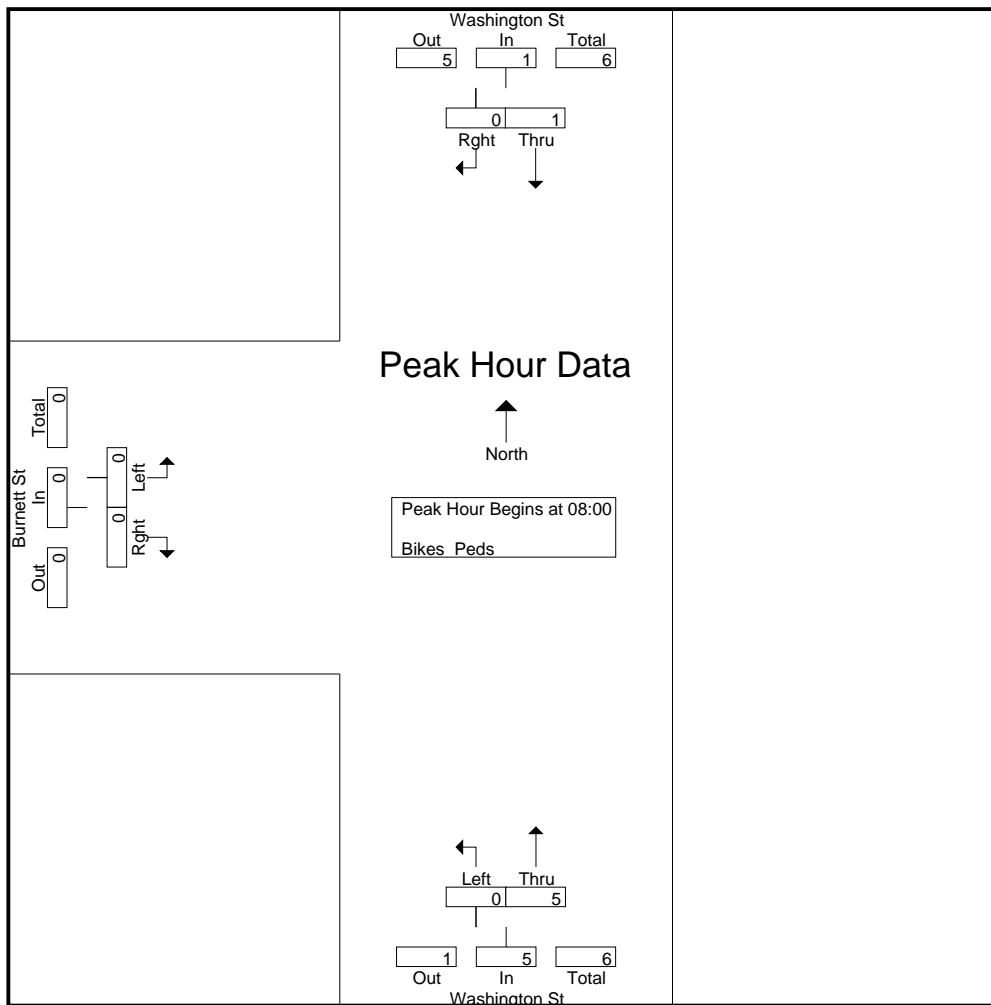 Washington St
Out In Total
5 1 6
0 1
Rght Thru
Peak Hour Data
North
Peak Hour Begins at 08:00
Bikes Peds
Burnett St
Out In Total
0 0 0
Rght Left
0 0
Left Thru
0 5
1 5 6
Out In Total
Washington St